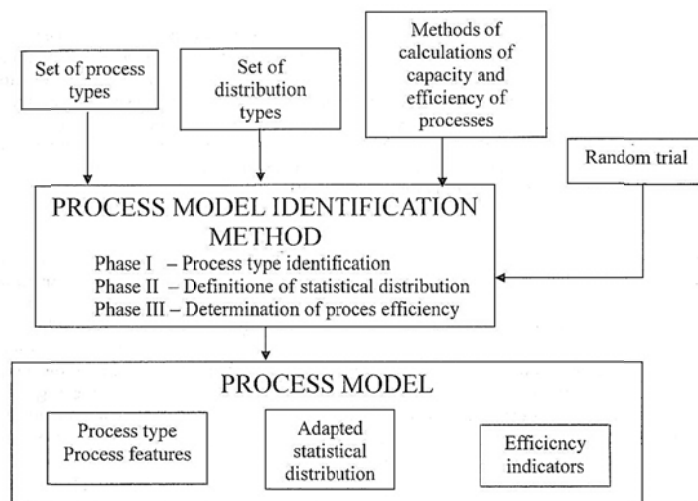 Set of process
types
Set of
distribution
types
Methods of
calculations of
capacity and
efficiency of
processes
Random trial
PROCESS MODEL IDENTIFICATION
METHOD
Phase I – Process type identification
Phase II – Definitione of statistical distribution
Phase III – Determination of proces efficiency
PROCESS MODEL
Process type
Process features
Adapted
statistical
distribution
Efficiency
indicators